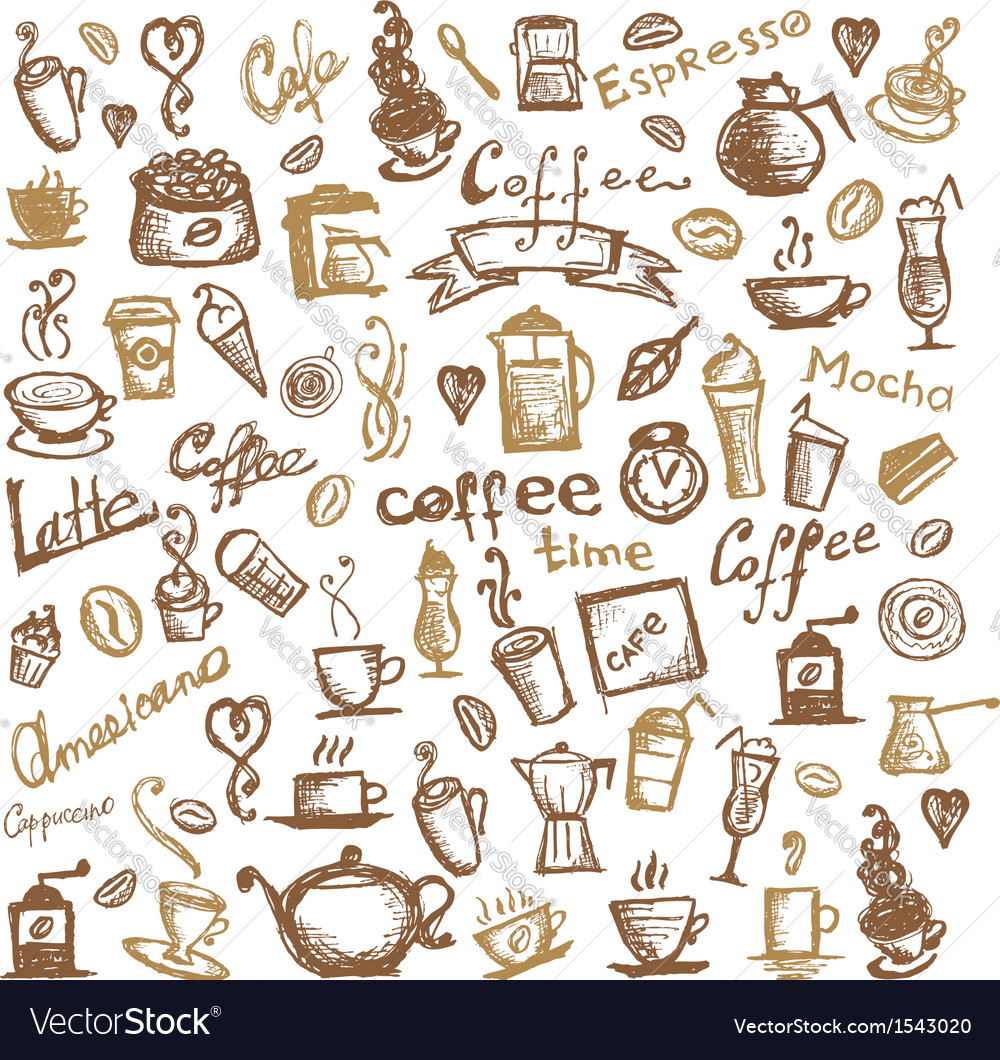 Cafe
Espresso
Coffee
Mocha
Coffee
coffee
time
Latte
Coffee
CAFe
Americano
Cappuccino
VectorStock®
VectorStock.com/1543020